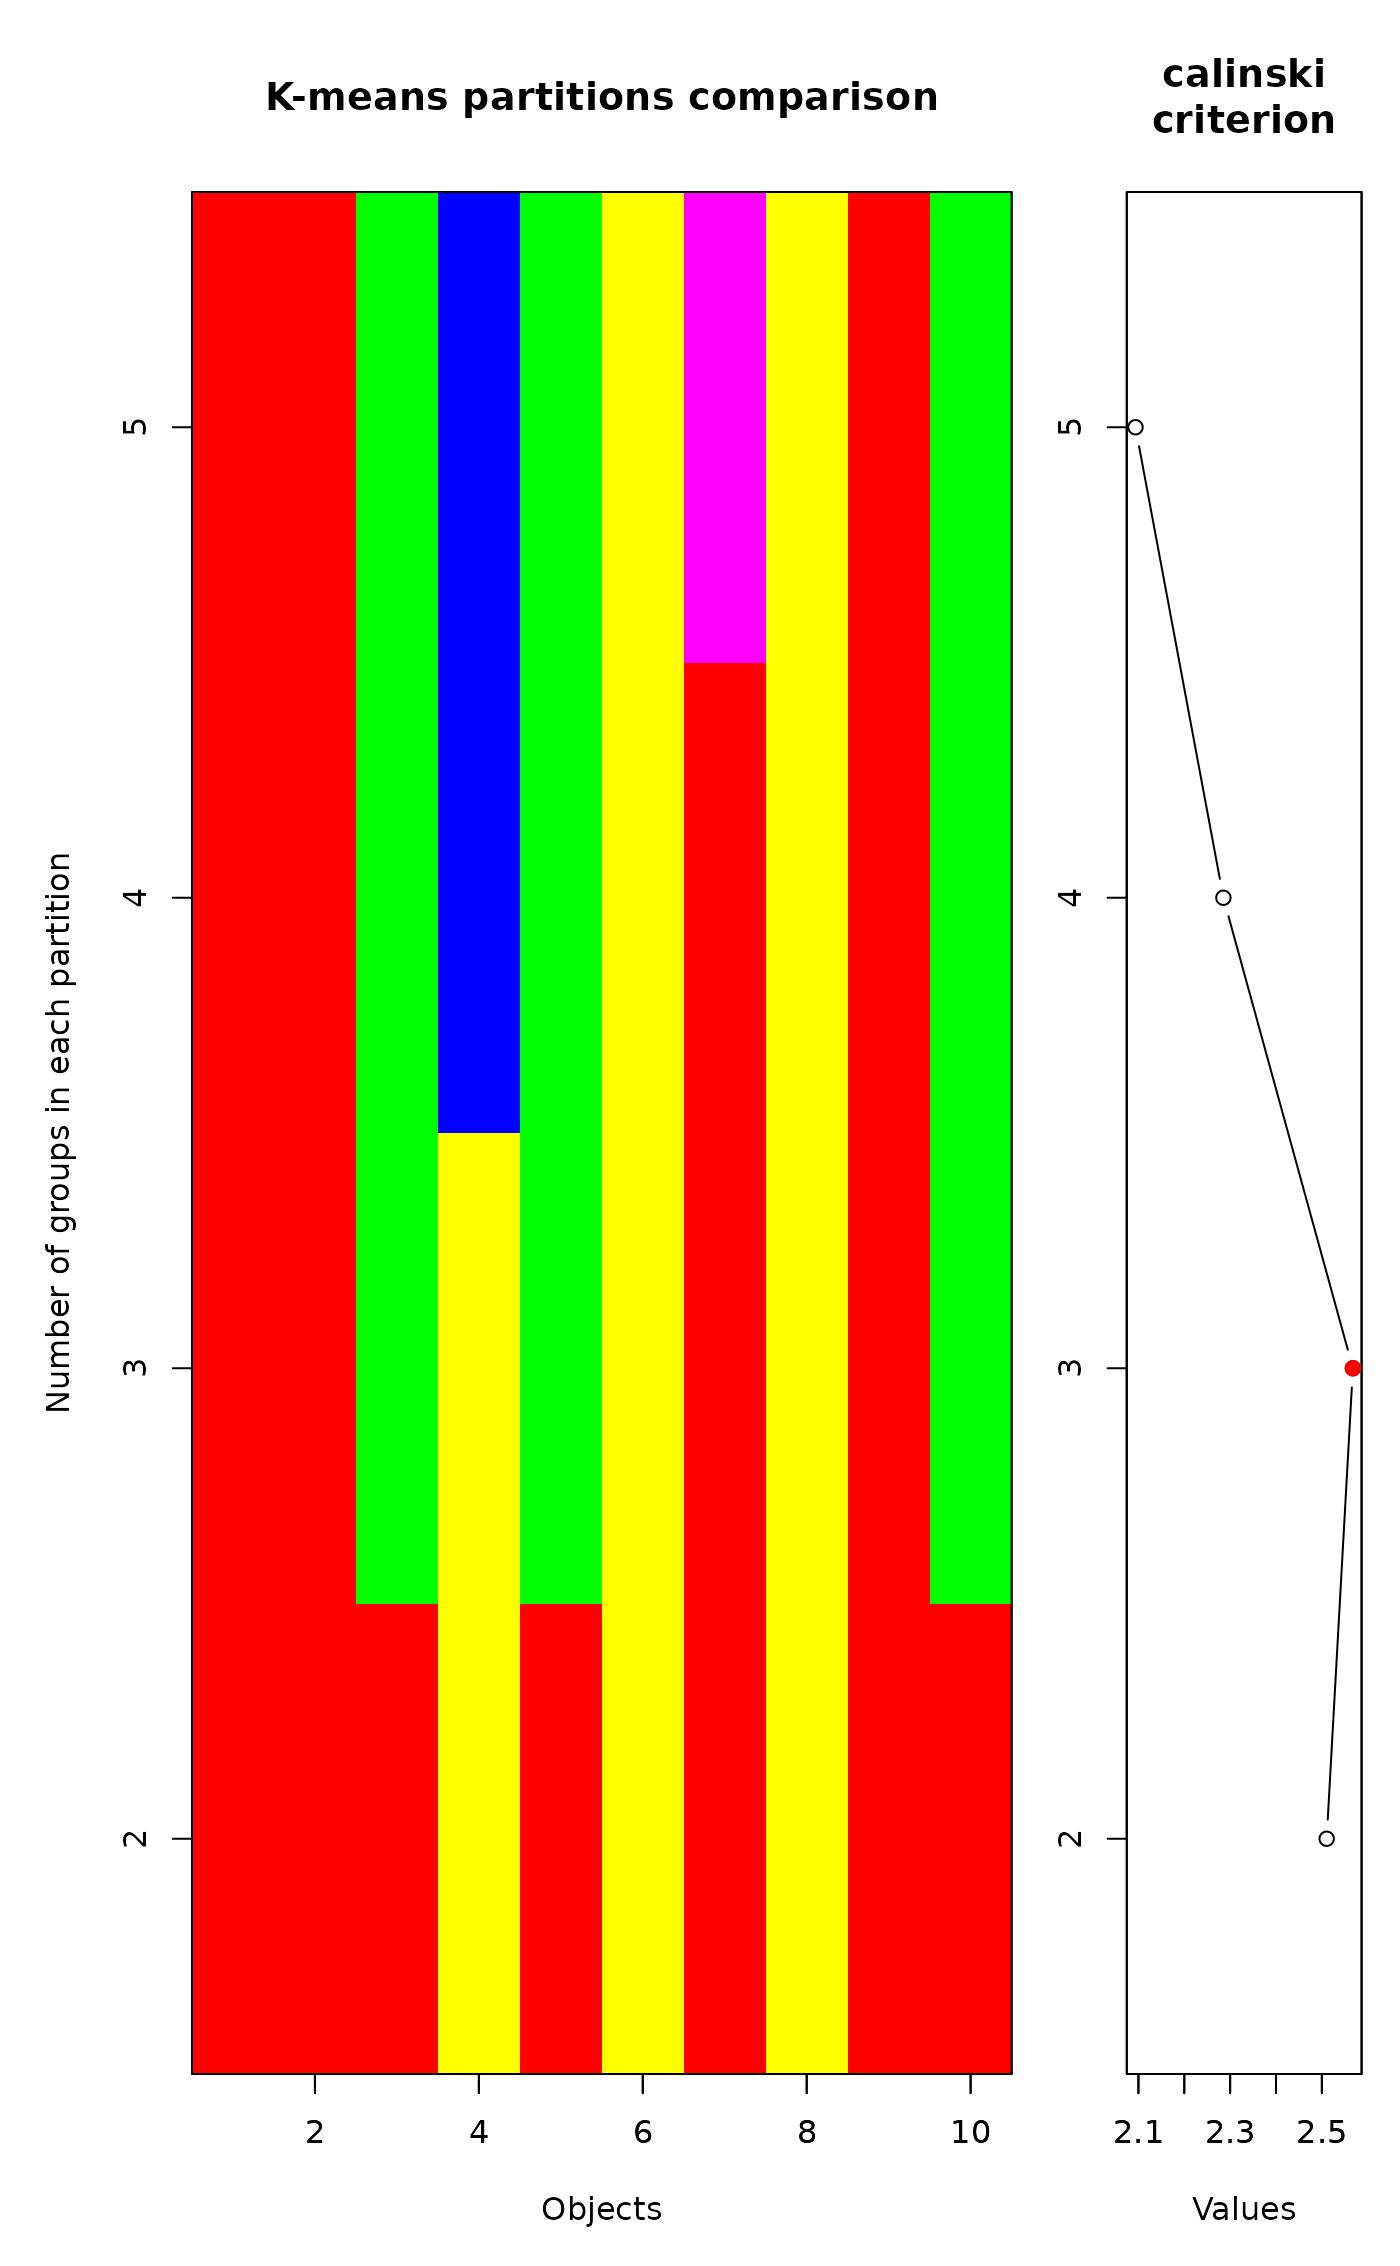 K-means partitions comparison
calinski
criterion
Number of groups in each partition
5
4
3
2
2 4 6 8 10
Objects
5
4
3
2
2.1 2.3 2.5
Values